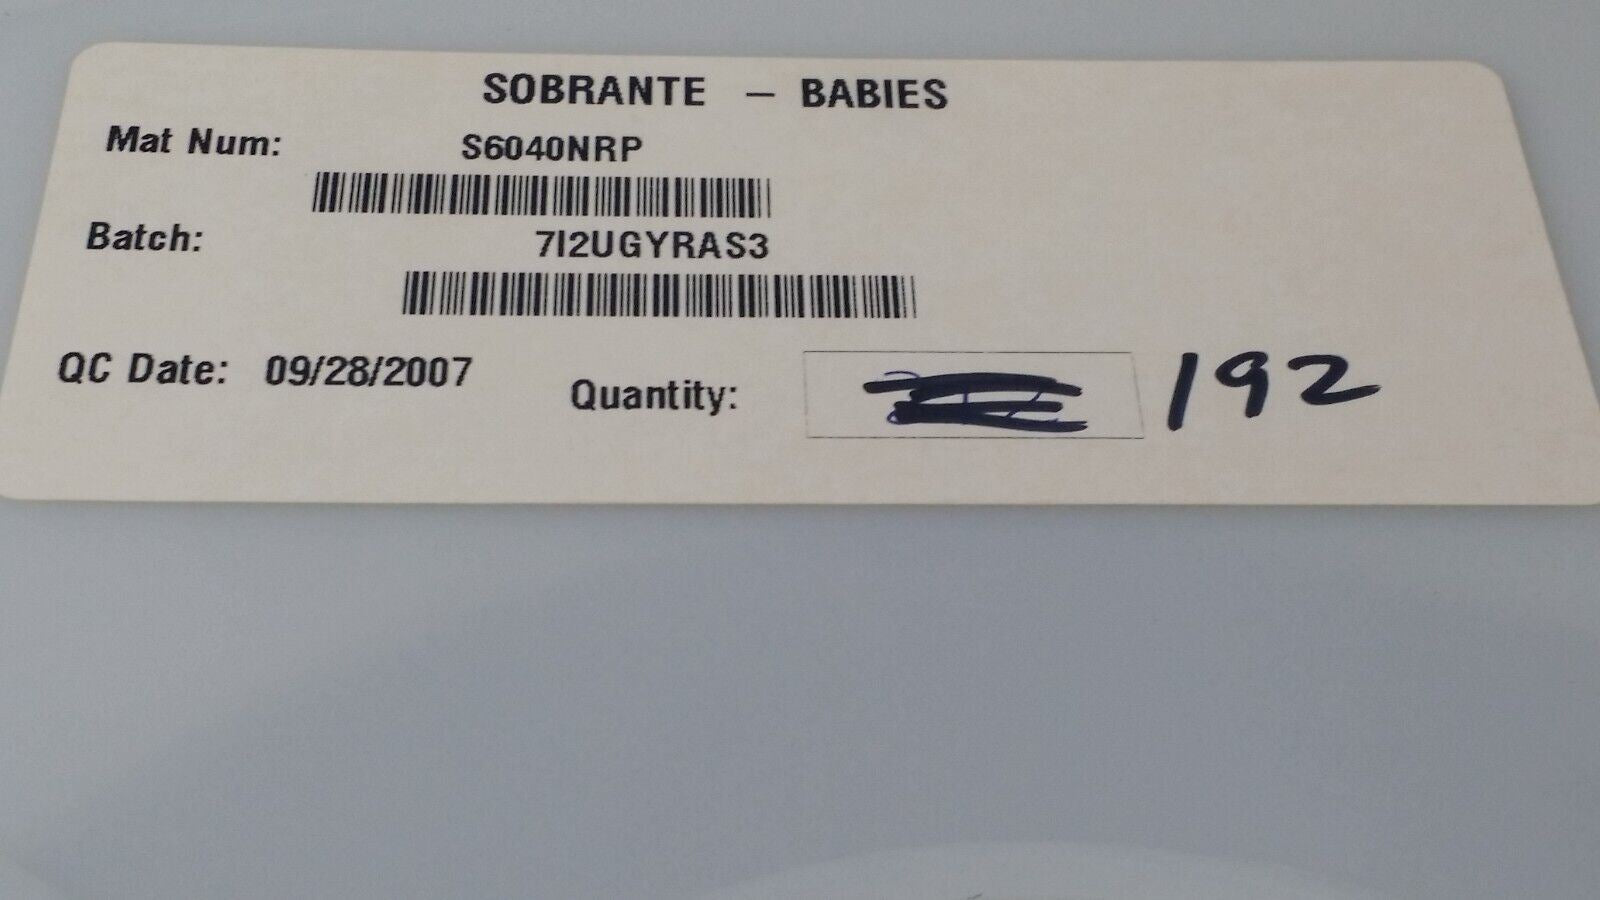 SOBRANTE – BABIES
Mat Num: S6040NRP
Batch: 7I2UGYRAS3
QC Date: 09/28/2007
Quantity: 192